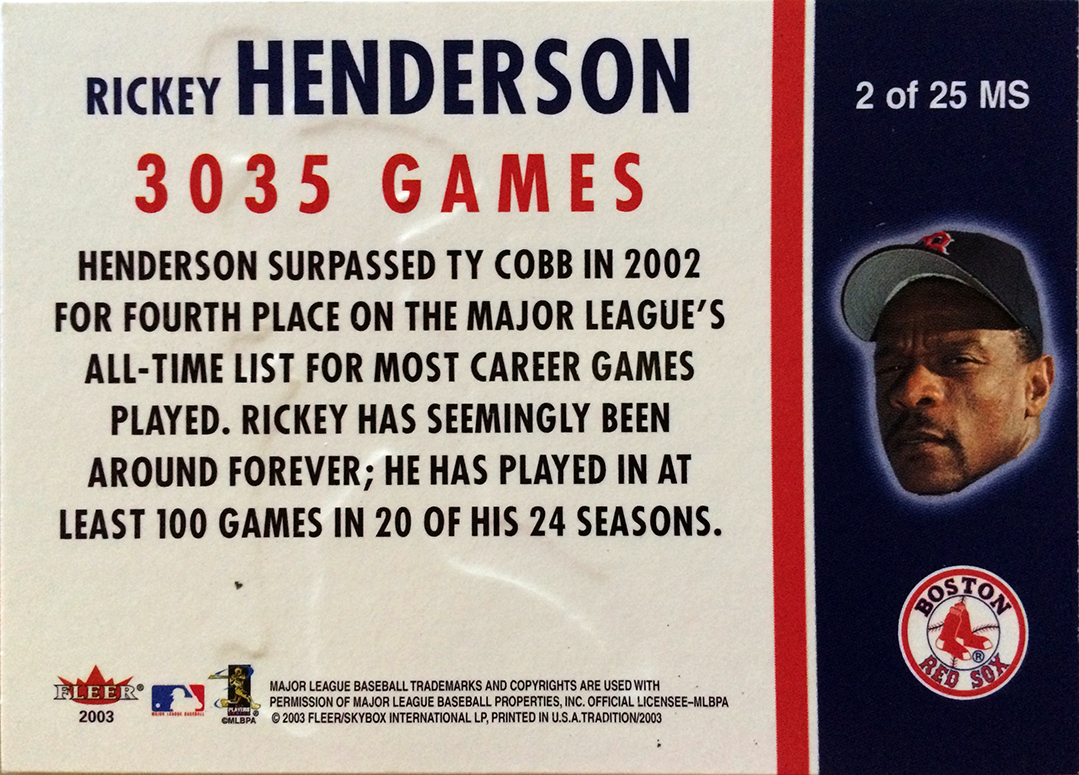 RICKEY HENDERSON
2 of 25 MS
3035 GAMES
HENDERSON SURPASSED TY COBB IN 2002
FOR FOURTH PLACE ON THE MAJOR LEAGUE'S
ALL-TIME LIST FOR MOST CAREER GAMES
PLAYED. RICKEY HAS SEEMINGLY BEEN
AROUND FOREVER; HE HAS PLAYED IN AT
LEAST 100 GAMES IN 20 OF HIS 24 SEASONS.
BOSTON
RED SOX
®
FLEER®
2003
MAJOR LEAGUE BASEBALL
PLAYERS
©MLBPA
MAJOR LEAGUE BASEBALL TRADEMARKS AND COPYRIGHTS ARE USED WITH
PERMISSION OF MAJOR LEAGUE BASEBALL PROPERTIES, INC. OFFICIAL LICENSEE–MLBPA
© 2003 FLEER/SKYBOX INTERNATIONAL LP, PRINTED IN U.S.A.TRADITION/2003